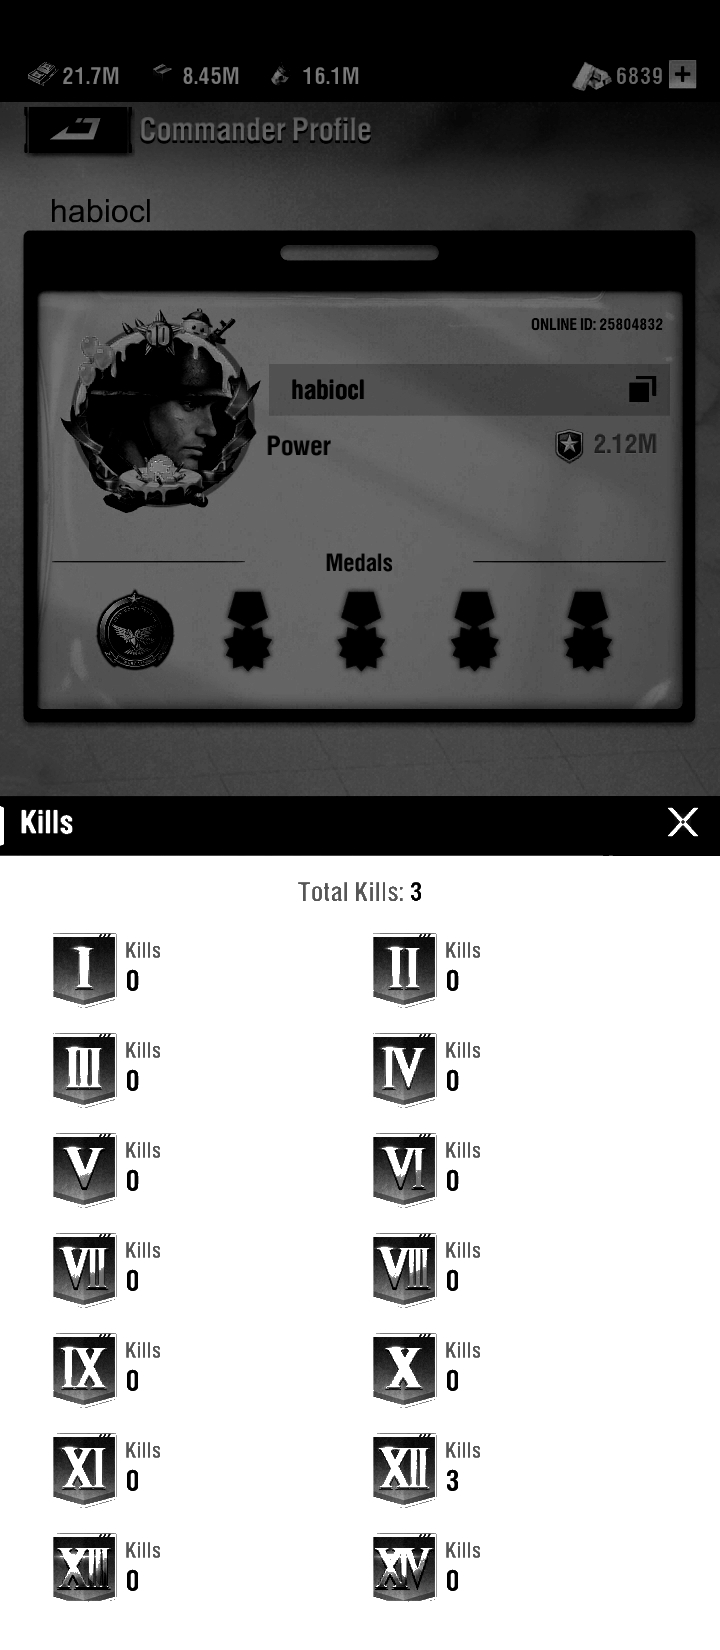 21.7M 8.45M 16.1M 6839
Commander Profile
habiocl
10
ONLINE ID: 25804832
habiocl
Power 2.12M
Medals
Kills
Total Kills: 3
I Kills 0 II Kills 0
III Kills 0 IV Kills 0
V Kills 0 VI Kills 0
VII Kills 0 VIII Kills 0
IX Kills 0 X Kills 0
XI Kills 0 XII Kills 3
XIII Kills 0 XIV Kills 0